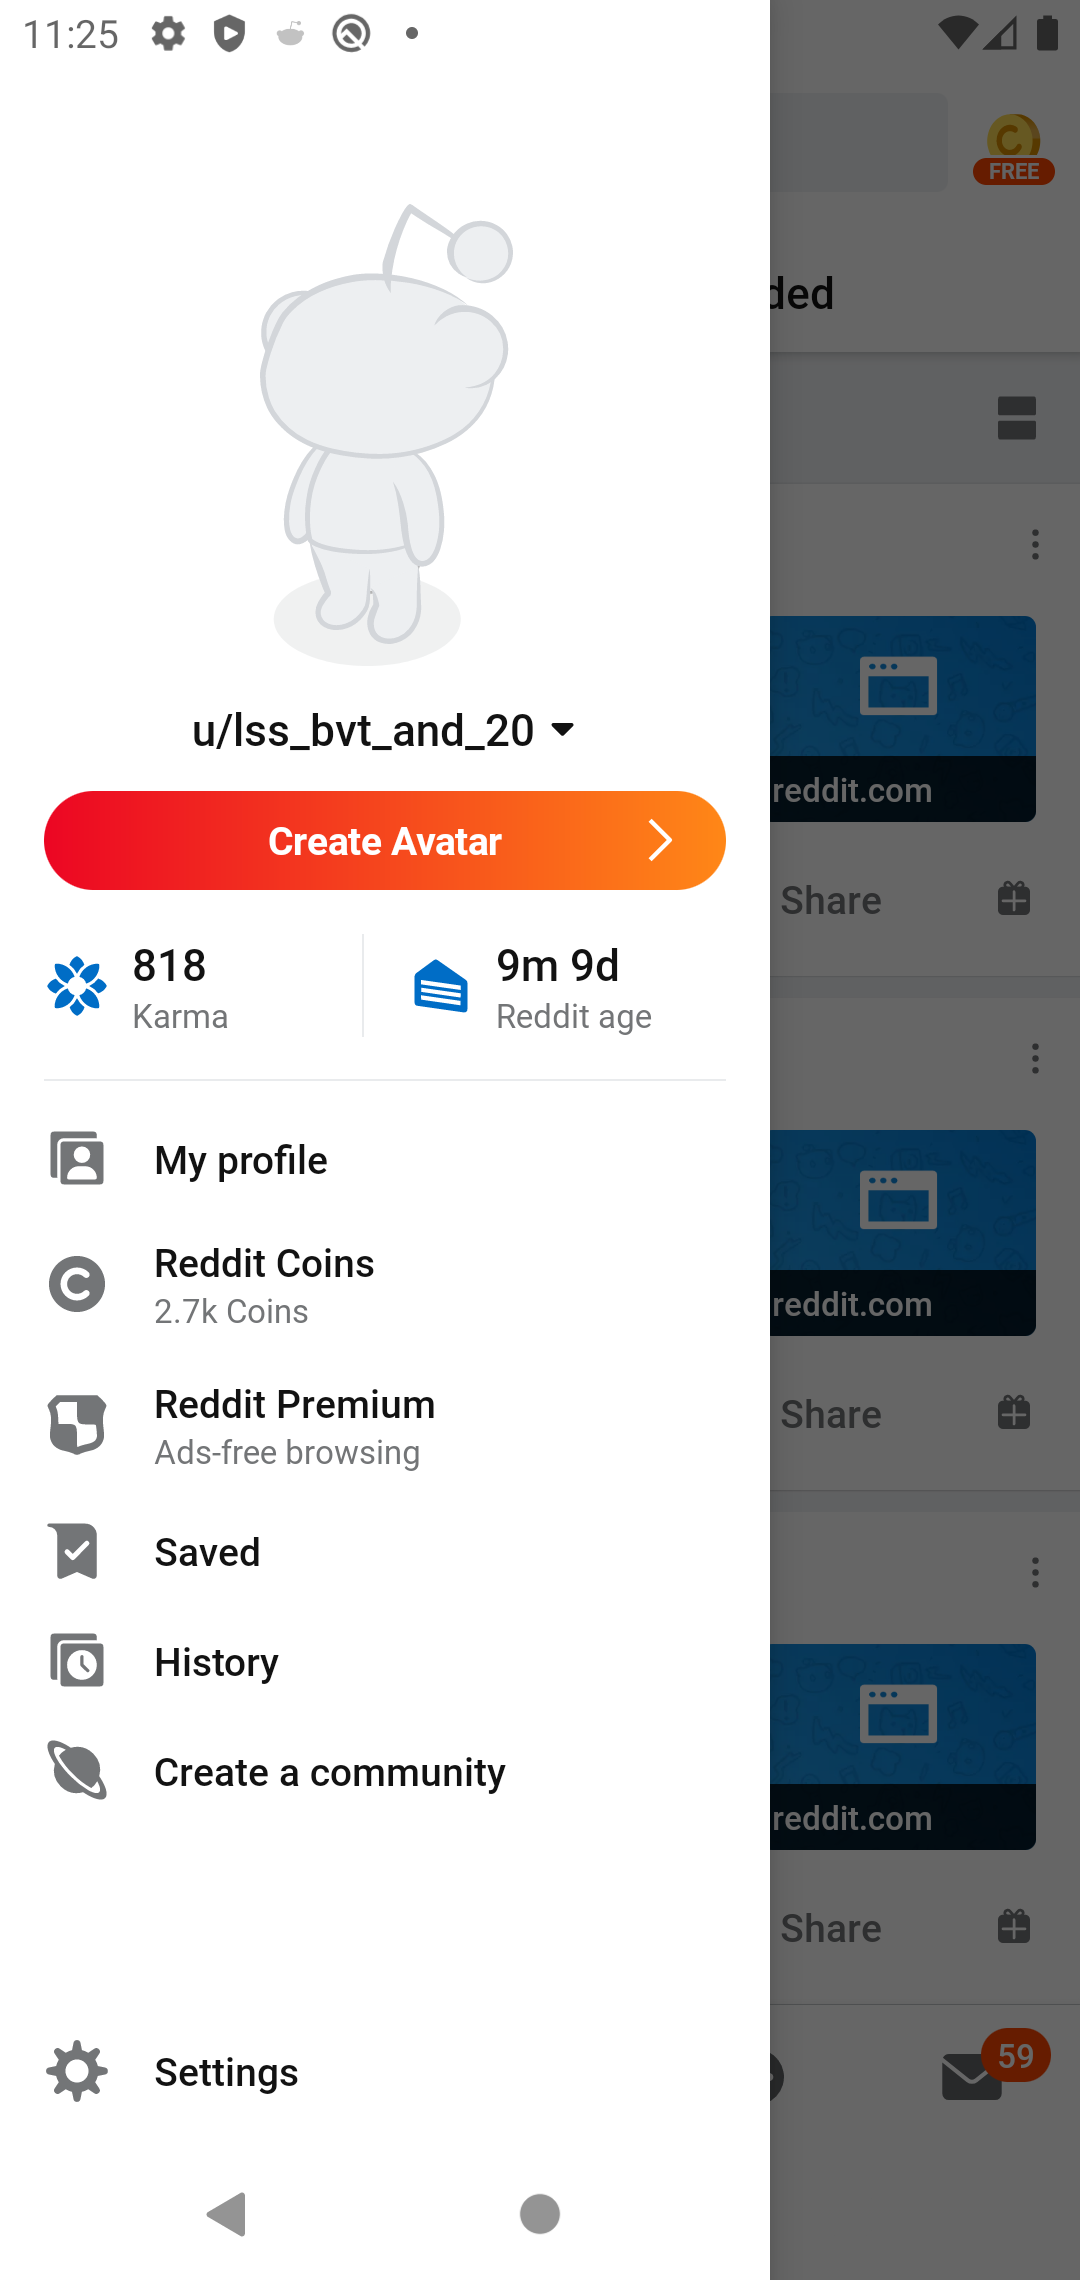 11:25
FREE
ded
u/lss_bvt_and_20
Create Avatar
818
Karma
9m 9d
Reddit age
reddit.com
Share
My profile
Reddit Coins
2.7k Coins
reddit.com
Reddit Premium
Ads-free browsing
Share
Saved
History
Create a community
reddit.com
Share
Settings
59